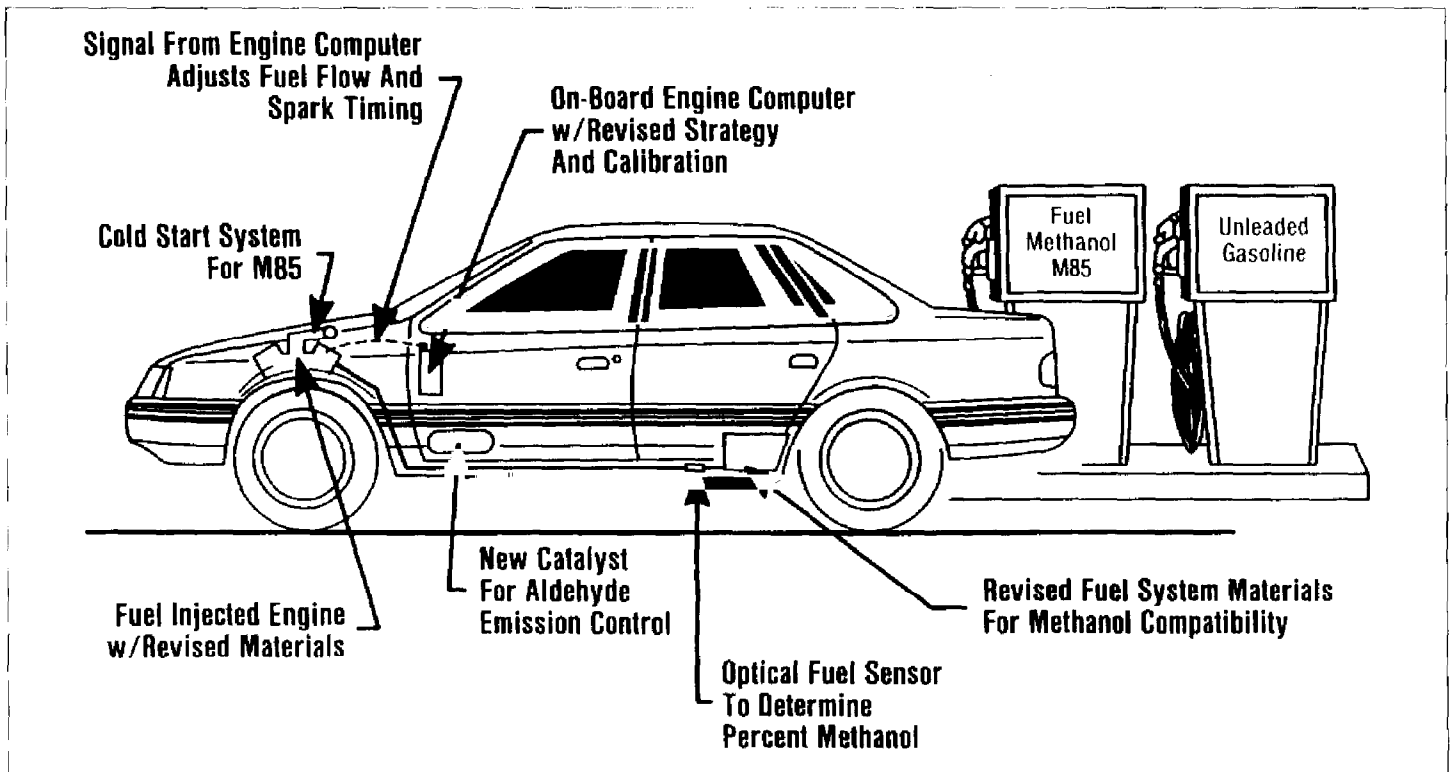 Signal From Engine Computer
Adjusts Fuel Flow And
Spark Timing
On-Board Engine Computer
w/Revised Strategy
And Calibration
Cold Start System
For M85
Fuel
Methanol
M85
Unleaded
Gasoline
Fuel Injected Engine
w/Revised Materials
New Catalyst
For Aldehyde
Emission Control
Optical Fuel Sensor
To Determine
Percent Methanol
Revised Fuel System Materials
For Methanol Compatibility